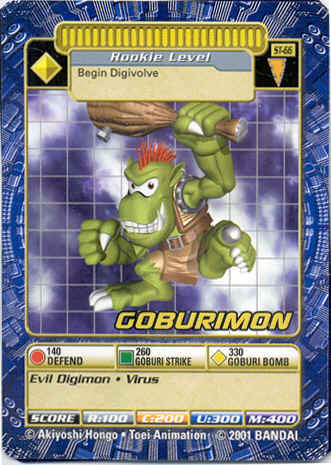 Rookie Level
ST-66
Begin Digivolve
GOBURIMON
140 DEFEND
260 GOBURI STRIKE
330 GOBURI BOMB
Evil Digimon • Virus
SCORE R:100 C:200 U:300 M:400
© Akiyoshi Hongo • Toei Animation • © 2001 BANDAI